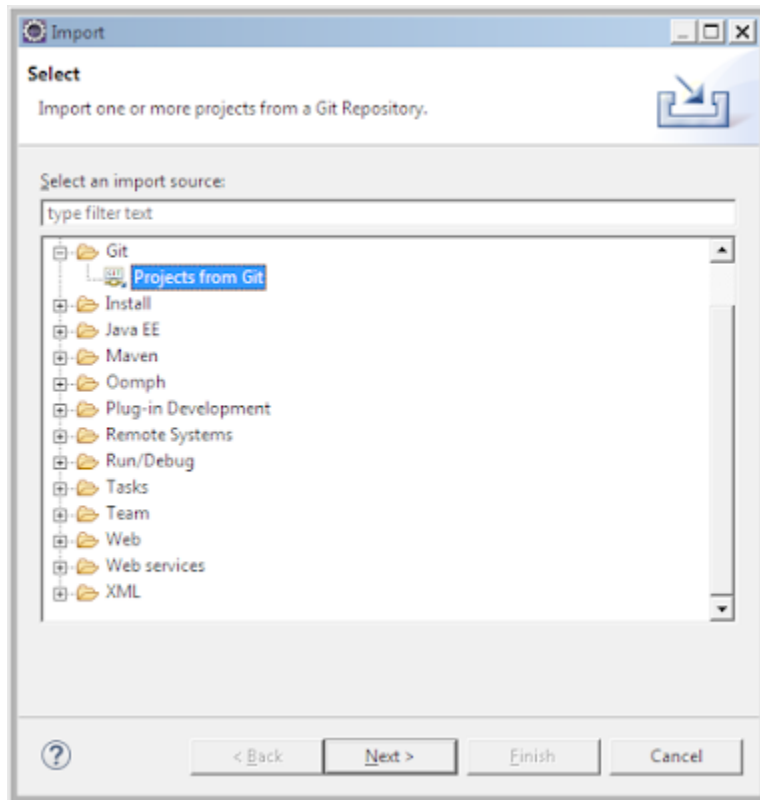 Import
Select
Import one or more projects from a Git Repository.
Select an import source:
type filter text
Git
Projects from Git
Install
Java EE
Maven
Oomph
Plug-in Development
Remote Systems
Run/Debug
Tasks
Team
Web
Web services
XML
< Back Next > Finish Cancel